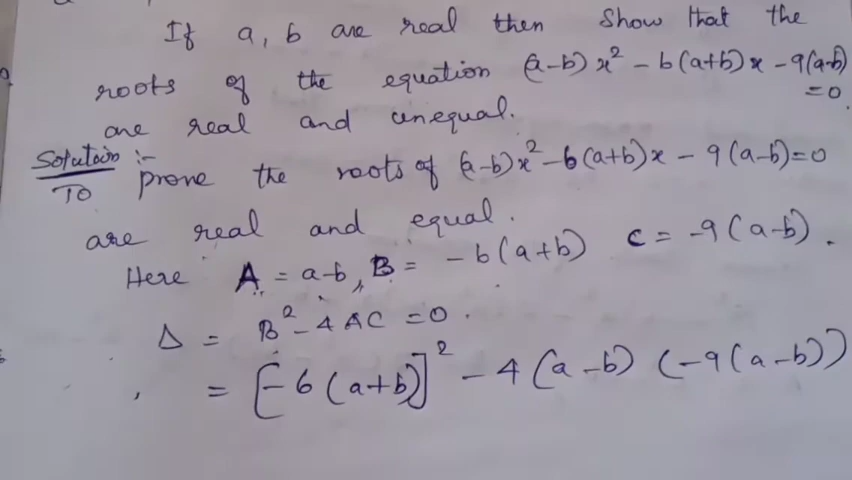 If a, b are real then Show that the
roots of the equation (a-b)x² - 6(a+b)x - 9(a-b)
=0
are real and unequal.
Solution :-
To prove the roots of (a-b)x² - 6(a+b)x - 9(a-b)=0
are real and equal.
Here A = a-b, B = -6(a+b) C = -9(a-b).
Δ = B² - 4AC = 0.
= [-6(a+b)]² - 4(a-b) (-9(a-b))